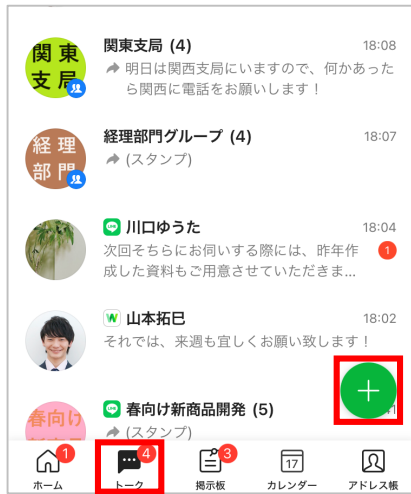 関東
支局
関東支局 (4) 18:08
明日は関西支局にいますので、何かあった
ら関西に電話をお願いします！
経理
部門
経理部門グループ (4) 18:07
(スタンプ)
川口ゆうた 18:04
次回そちらにお伺いする際には、昨年作
成した資料もご用意させていただきま... 1
W 山本拓巳 18:02
それでは、来週も宜しくお願い致します！
春向け
春向け新商品開発 (5) 41
(スタンプ)
+
1 4 3 17
ホーム トーク 掲示板 カレンダー アドレス帳